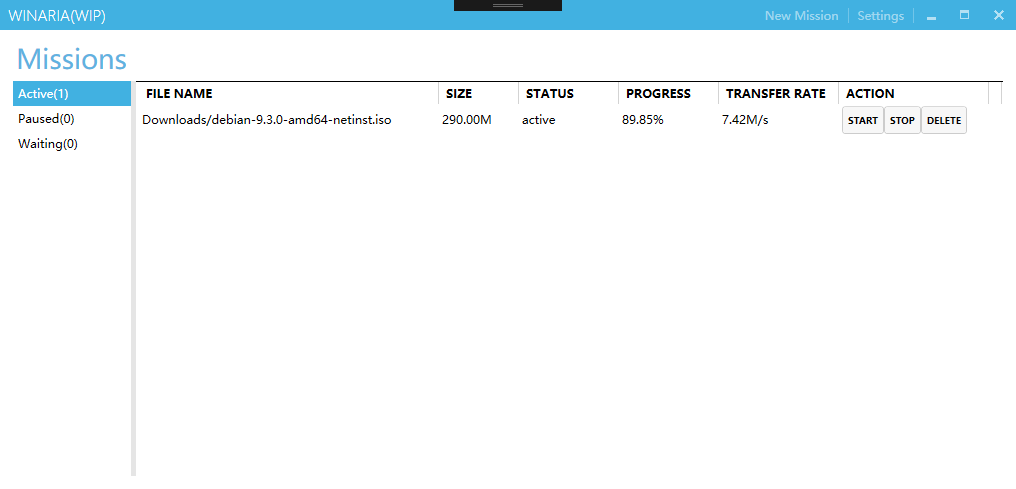 WINARIA(WIP) New Mission Settings
Missions
Active(1)
Paused(0)
Waiting(0)
FILE NAME SIZE STATUS PROGRESS TRANSFER RATE ACTION
Downloads/debian-9.3.0-amd64-netinst.iso 290.00M active 89.85% 7.42M/s START STOP DELETE